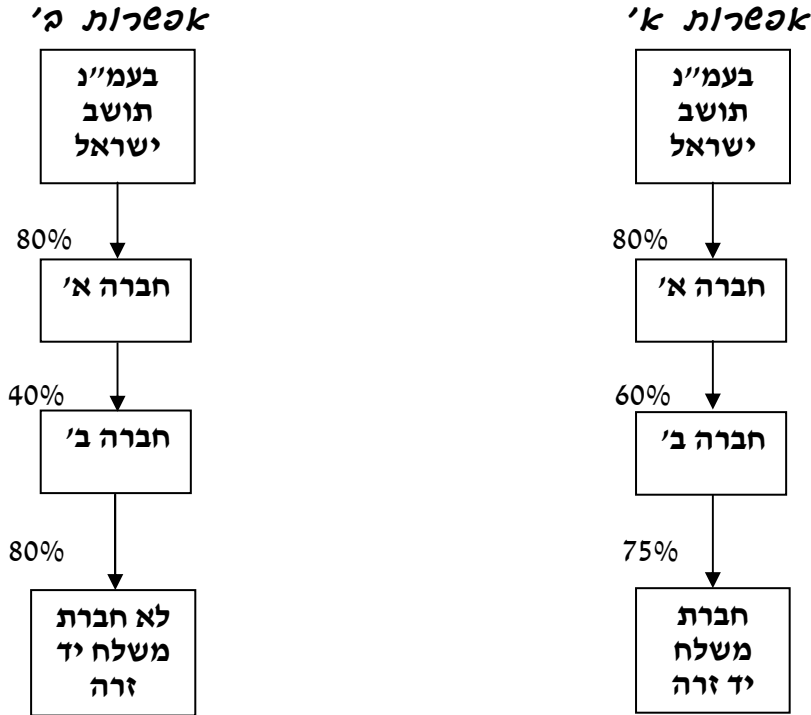 אפשרות א'
בעמ"נ
תושב
ישראל
80%
חברה א'
60%
חברה ב'
75%
חברת
משלח
יד זרה
אפשרות ב'
בעמ"נ
תושב
ישראל
80%
חברה א'
40%
חברה ב'
80%
לא חברת
משלח יד
זרה